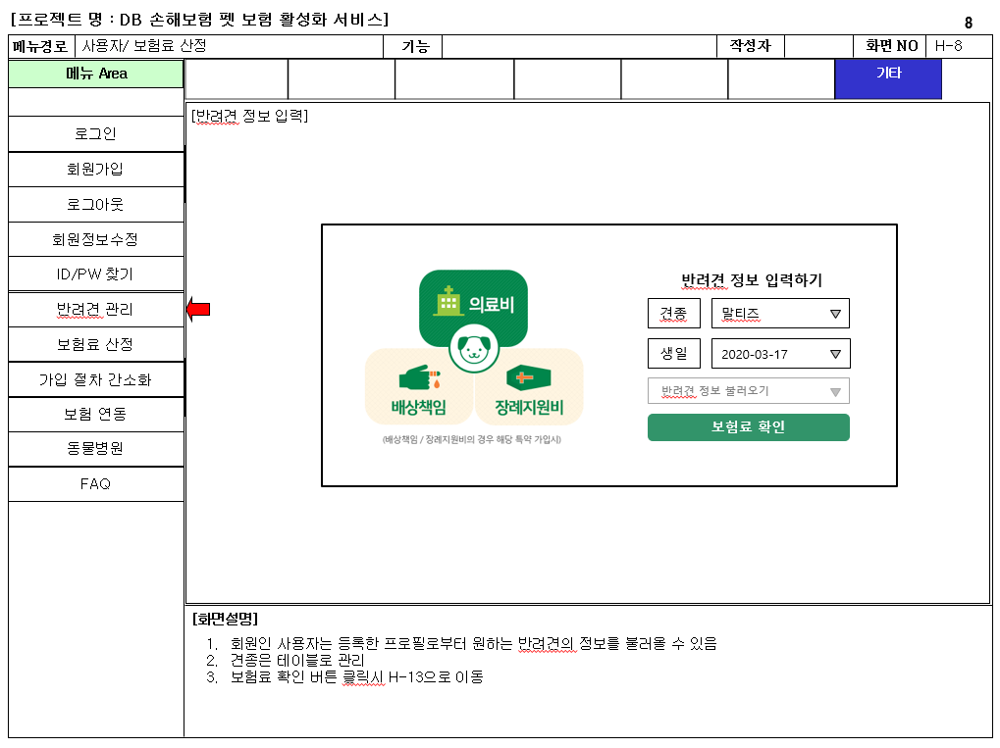 [프로젝트 명 : DB 손해보험 펫 보험 활성화 서비스]
8
메뉴경로 사용자/ 보험료 산정 기능 작성자 화면 NO H-8
메뉴 Area
기타
로그인
회원가입
로그아웃
회원정보수정
ID/PW 찾기
반려견 관리
보험료 산정
가입 절차 간소화
보험 연동
동물병원
FAQ
[반려견 정보 입력]
의료비
배상책임 장례지원비
(배상책임 / 장례지원비의 경우 해당 특약 가입시)
반려견 정보 입력하기
견종 말티즈
생일 2020-03-17
반려견 정보 불러오기
보험료 확인
[화면설명]
1. 회원인 사용자는 등록한 프로필로부터 원하는 반려견의 정보를 불러올 수 있음
2. 견종은 테이블로 관리
3. 보험료 확인 버튼 클릭시 H-13으로 이동